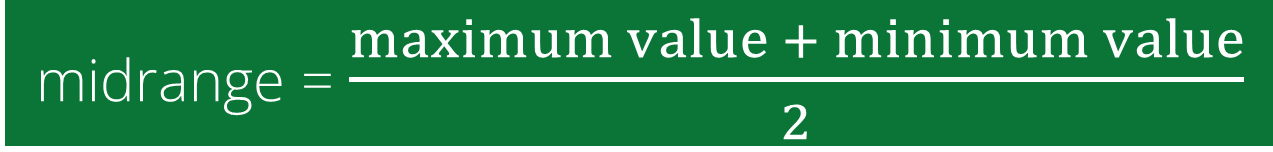 midrange = maximum value + minimum value
2